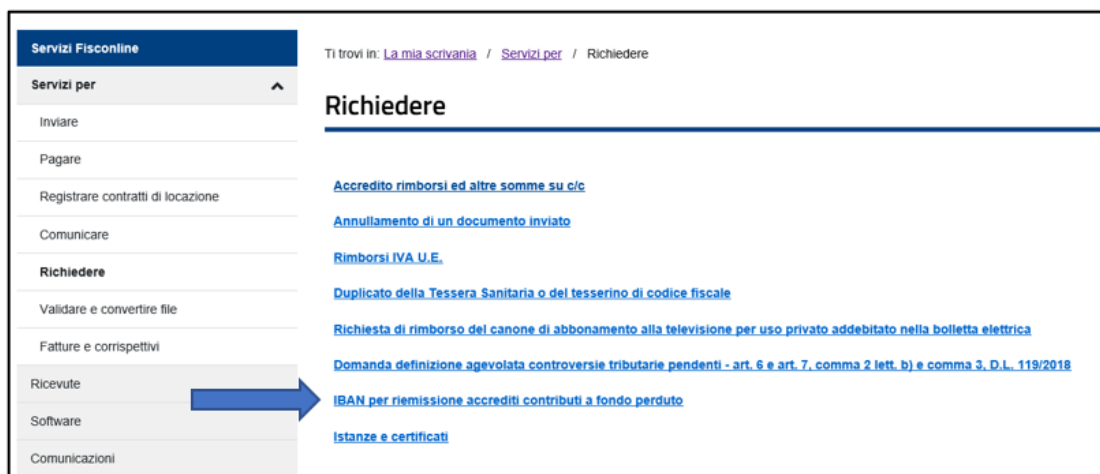 Servizi Fisconline
Servizi per
Inviare
Pagare
Registrare contratti di locazione
Comunicare
Richiedere
Validare e convertire file
Fatture e corrispettivi
Ricevute
Software
Comunicazioni
Ti trovi in: La mia scrivania / Servizi per / Richiedere
Richiedere
Accredito rimborsi ed altre somme su c/c
Annullamento di un documento inviato
Rimborsi IVA U.E.
Duplicato della Tessera Sanitaria o del tesserino di codice fiscale
Richiesta di rimborso del canone di abbonamento alla televisione per uso privato addebitato nella bolletta elettrica
Domanda definizione agevolata controversie tributarie pendenti - art. 6 e art. 7, comma 2 lett. b) e comma 3, D.L. 119/2018
IBAN per riemissione accrediti contributi a fondo perduto
Istanze e certificati